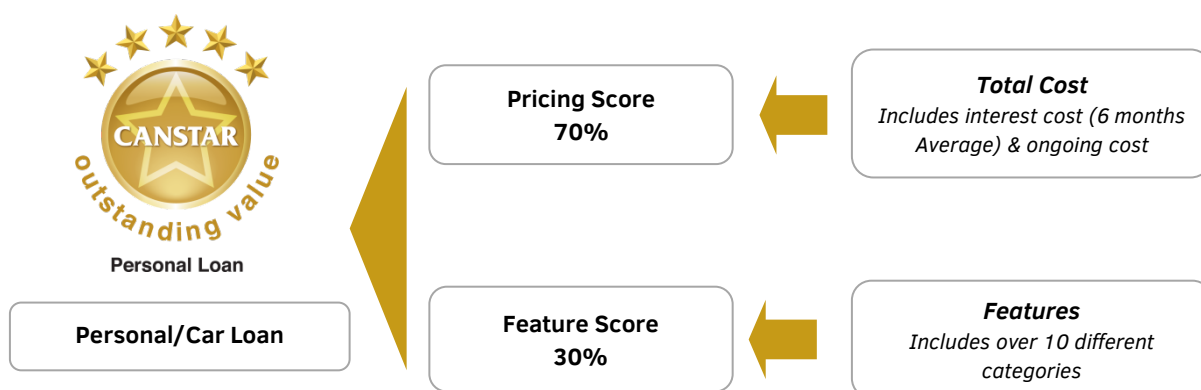 CANSTAR
outstanding value
Personal Loan
Personal/Car Loan
Pricing Score
70%
Feature Score
30%
Total Cost
Includes interest cost (6 months
Average) & ongoing cost
Features
Includes over 10 different
categories